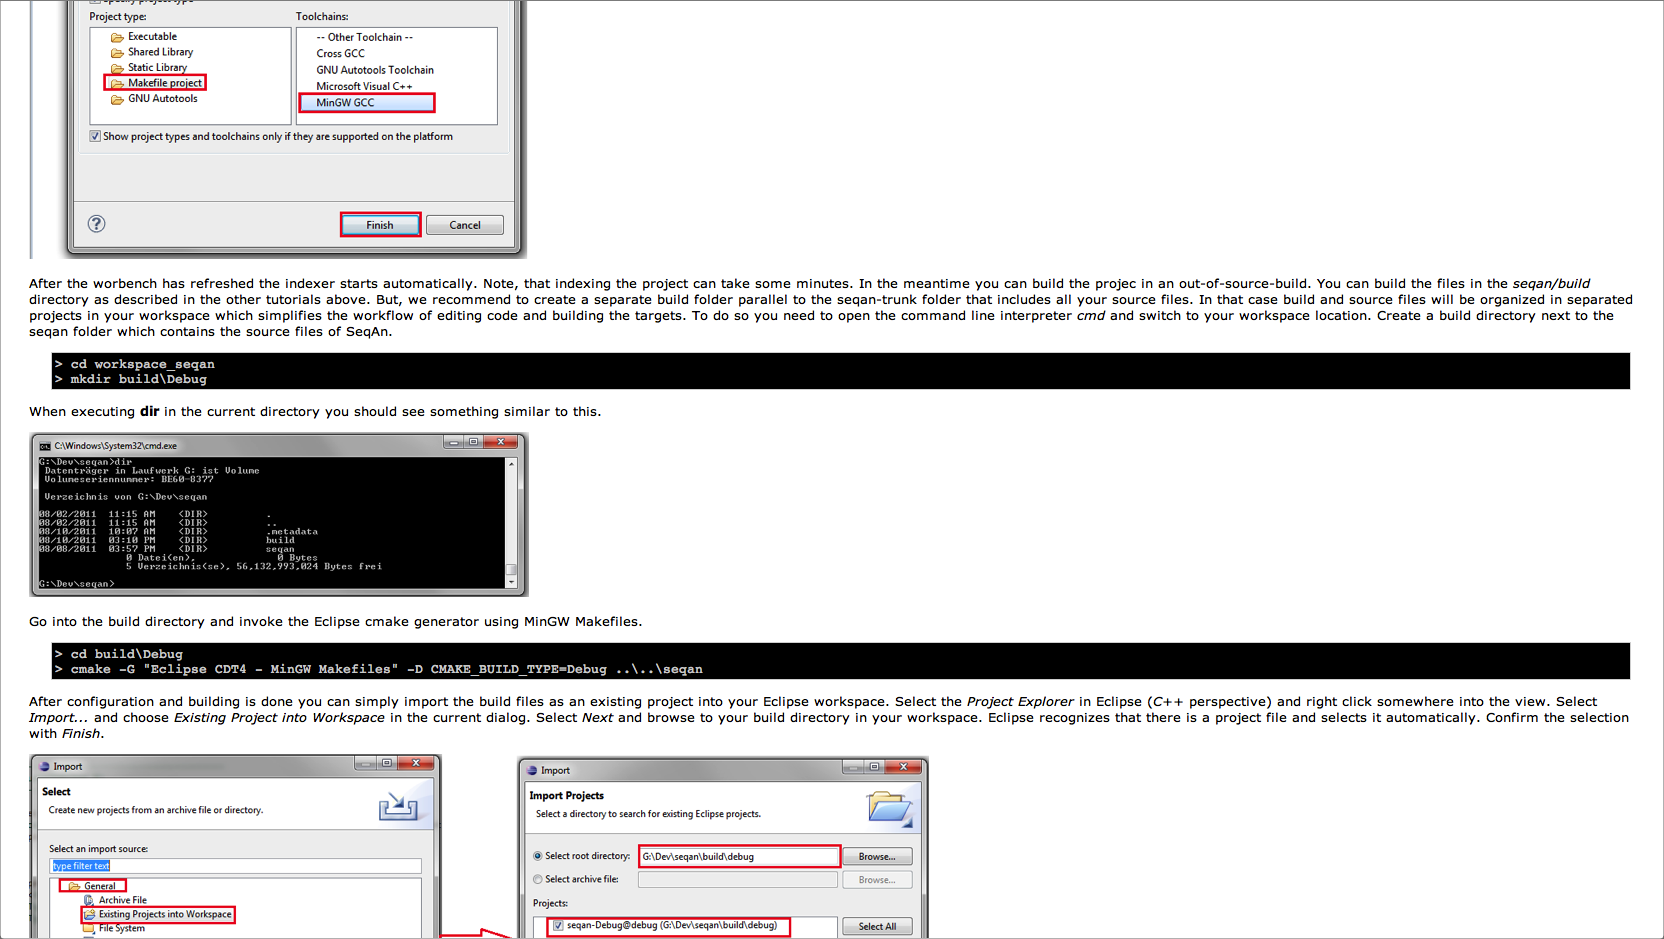 Project type:
Toolchains:
Executable
Shared Library
Static Library
Makefile project
GNU Autotools
-- Other Toolchain --
Cross GCC
GNU Autotools Toolchain
Microsoft Visual C++
MinGW GCC
Show project types and toolchains only if they are supported on the platform
?
Finish
Cancel
After the worbench has refreshed the indexer starts automatically. Note, that indexing the project can take some minutes. In the meantime you can build the projec in an out-of-source-build. You can build the files in the seqan/build
directory as described in the other tutorials above. But, we recommend to create a separate build folder parallel to the seqan-trunk folder that includes all your source files. In that case build and source files will be organized in separated
projects in your workspace which simplifies the workflow of editing code and building the targets. To do so you need to open the command line interpreter cmd and switch to your workspace location. Create a build directory next to the
seqan folder which contains the source files of SeqAn.
> cd workspace_seqan
> mkdir build\Debug
When executing dir in the current directory you should see something similar to this.
C:\Windows\System32\cmd.exe
G:\Dev\seqan>dir
Datenträger in Laufwerk G: ist Volume
Volumeseriennummer: BE60-8377
Verzeichnis von G:\Dev\seqan
08/02/2011 11:15 AM <DIR> .
08/02/2011 11:15 AM <DIR> ..
08/10/2011 10:07 AM <DIR> .metadata
08/10/2011 03:10 PM <DIR> build
08/08/2011 03:57 PM <DIR> seqan
0 Datei(en), 0 Bytes
5 Verzeichnis(se), 56,132,993,024 Bytes frei
G:\Dev\seqan>
Go into the build directory and invoke the Eclipse cmake generator using MinGW Makefiles.
> cd build\Debug
> cmake -G "Eclipse CDT4 - MinGW Makefiles" -D CMAKE_BUILD_TYPE=Debug ..\..\seqan
After configuration and building is done you can simply import the build files as an existing project into your Eclipse workspace. Select the Project Explorer in Eclipse (C++ perspective) and right click somewhere into the view. Select
Import... and choose Existing Project into Workspace in the current dialog. Select Next and browse to your build directory in your workspace. Eclipse recognizes that there is a project file and selects it automatically. Confirm the selection
with Finish.
Import
Select
Create new projects from an archive file or directory.
Select an import source:
type filter text
General
Archive File
Existing Projects into Workspace
File System
Import
Import Projects
Select a directory to search for existing Eclipse projects.
Select root directory: G:\Dev\seqan\build\debug Browse...
Select archive file: Browse...
Projects:
seqan-Debug@debug (G:\Dev\seqan\build\debug) Select All